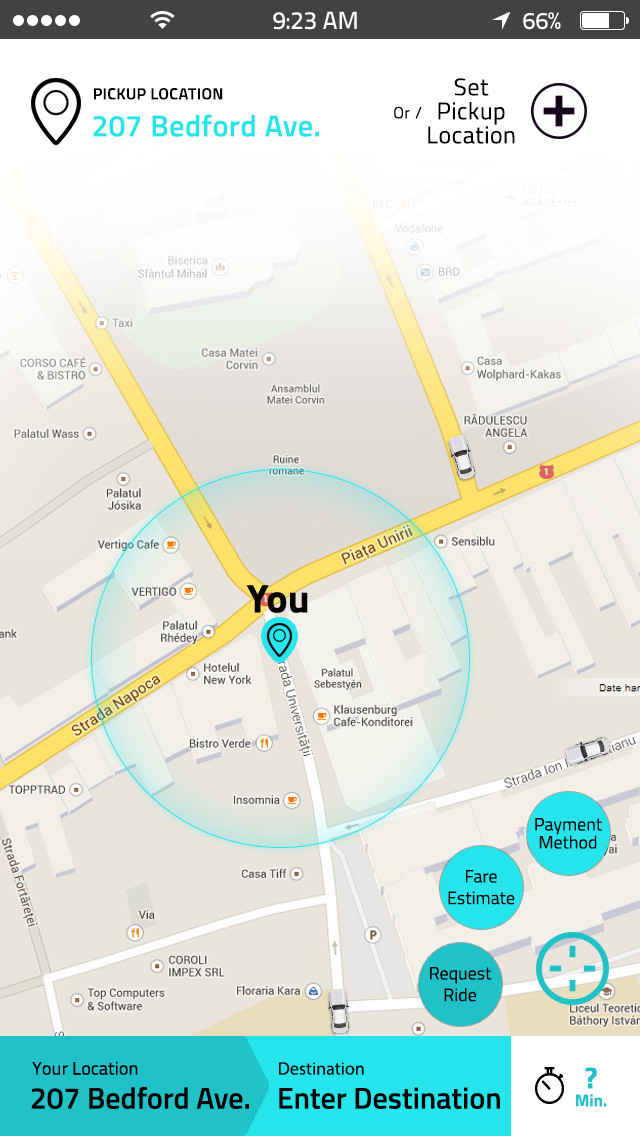 9:23 AM
66%
PICKUP LOCATION
207 Bedford Ave.
Or /
Set
Pickup
Location
KFC
HOTEL
AGAPE
Vodafone
BRD
Biserica
Sfântul Mihail
Taxi
CORSO CAFÉ
& BISTRO
Casa Matei
Corvin
Casa
Wolphard-Kakas
Ansamblul
Matei Corvin
Palatul Wass
RĂDULESCU
ANGELA
Ruine
romane
1
Palatul
Jósika
Vertigo Cafe
Piața Unirii
Sensiblu
VERTIGO
You
Palatul
Rhédey
ank
Hotelul
New York
Palatul
Sebestyén
Strada Napoca
Strada Universității
Date har
Klausenburg
Cafe-Konditorei
Bistro Verde
Strada Ion
ianu
TOPPTRAD
Insomnia
Payment
Method
Strada Fortăreței
Casa Tiff
Fare
Estimate
Via
P
COROLI
IMPEX SRL
Request
Ride
Top Computers
& Software
Floraria Kara
Liceul Teoretic
Báthory István
Your Location
207 Bedford Ave.
Destination
Enter Destination
?
Min.